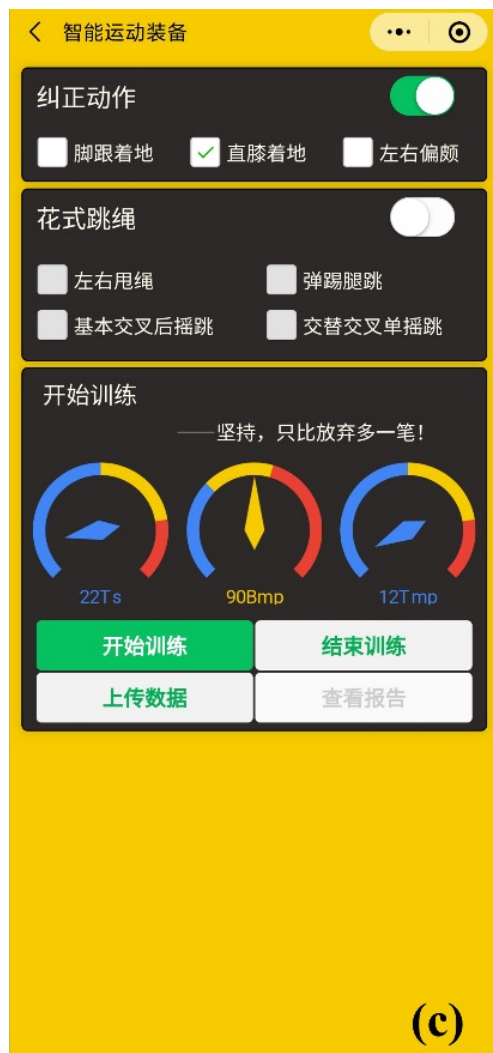 智能运动装备
纠正动作
脚跟着地 直膝着地 左右偏颇
花式跳绳
左右甩绳 弹踢腿跳
基本交叉后摇跳 交替交叉单摇跳
开始训练
——坚持，只比放弃多一笔！
22Ts 90Bmp 12Tmp
开始训练 结束训练
上传数据 查看报告
(c)